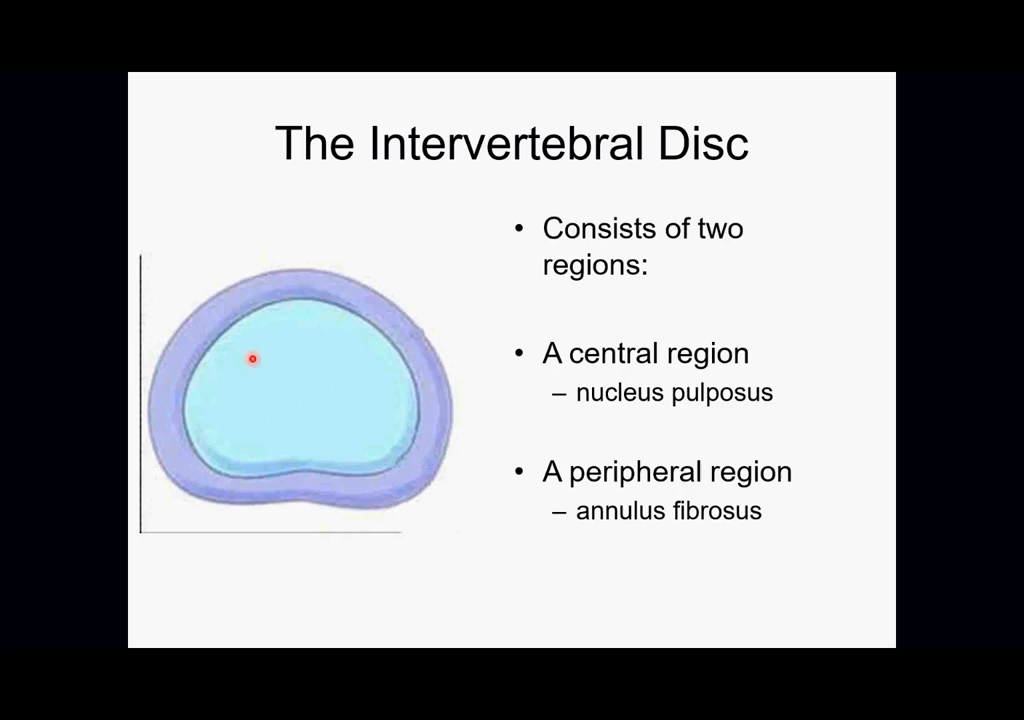 The Intervertebral Disc
• Consists of two
regions:
• A central region
– nucleus pulposus
• A peripheral region
– annulus fibrosus